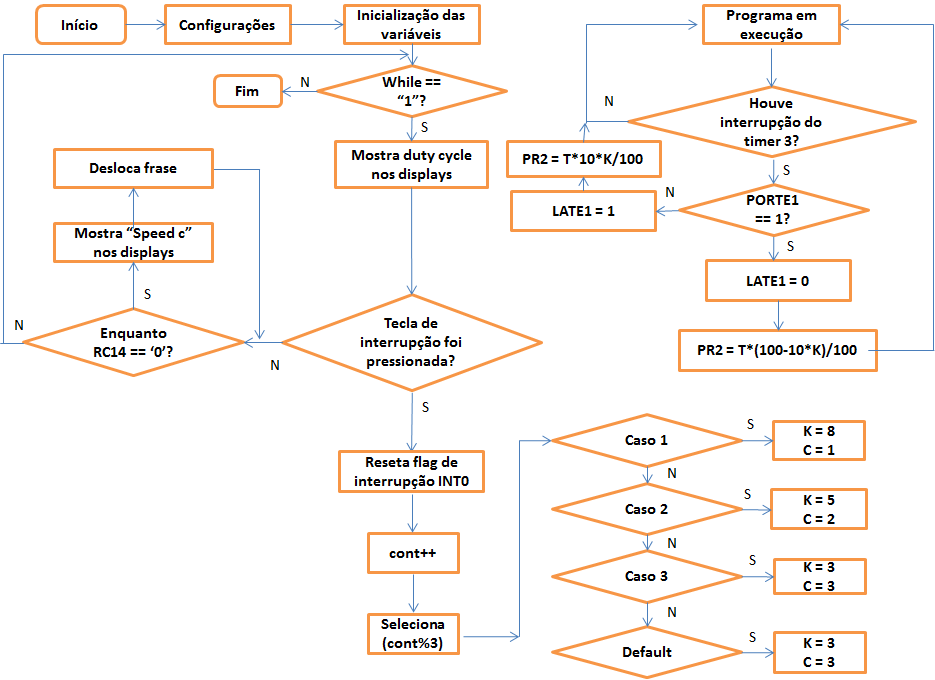 Início
Configurações
Inicialização das
variáveis
While ==
“1”?
N
Fim
S
Mostra duty cycle
nos displays
Desloca frase
Mostra “Speed c”
nos displays
S
Enquanto
RC14 == ‘0’?
N
Tecla de
interrupção foi
pressionada?
N
S
Reseta flag de
interrupção INT0
cont++
Seleciona
(cont%3)
Caso 1
S
K = 8
C = 1
N
Caso 2
S
K = 5
C = 2
N
Caso 3
S
K = 3
C = 3
N
Default
S
K = 3
C = 3
Programa em
execução
Houve
interrupção do
timer 3?
N
S
PORTE1
== 1?
N
LATE1 = 1
PR2 = T*10*K/100
S
LATE1 = 0
PR2 = T*(100-10*K)/100